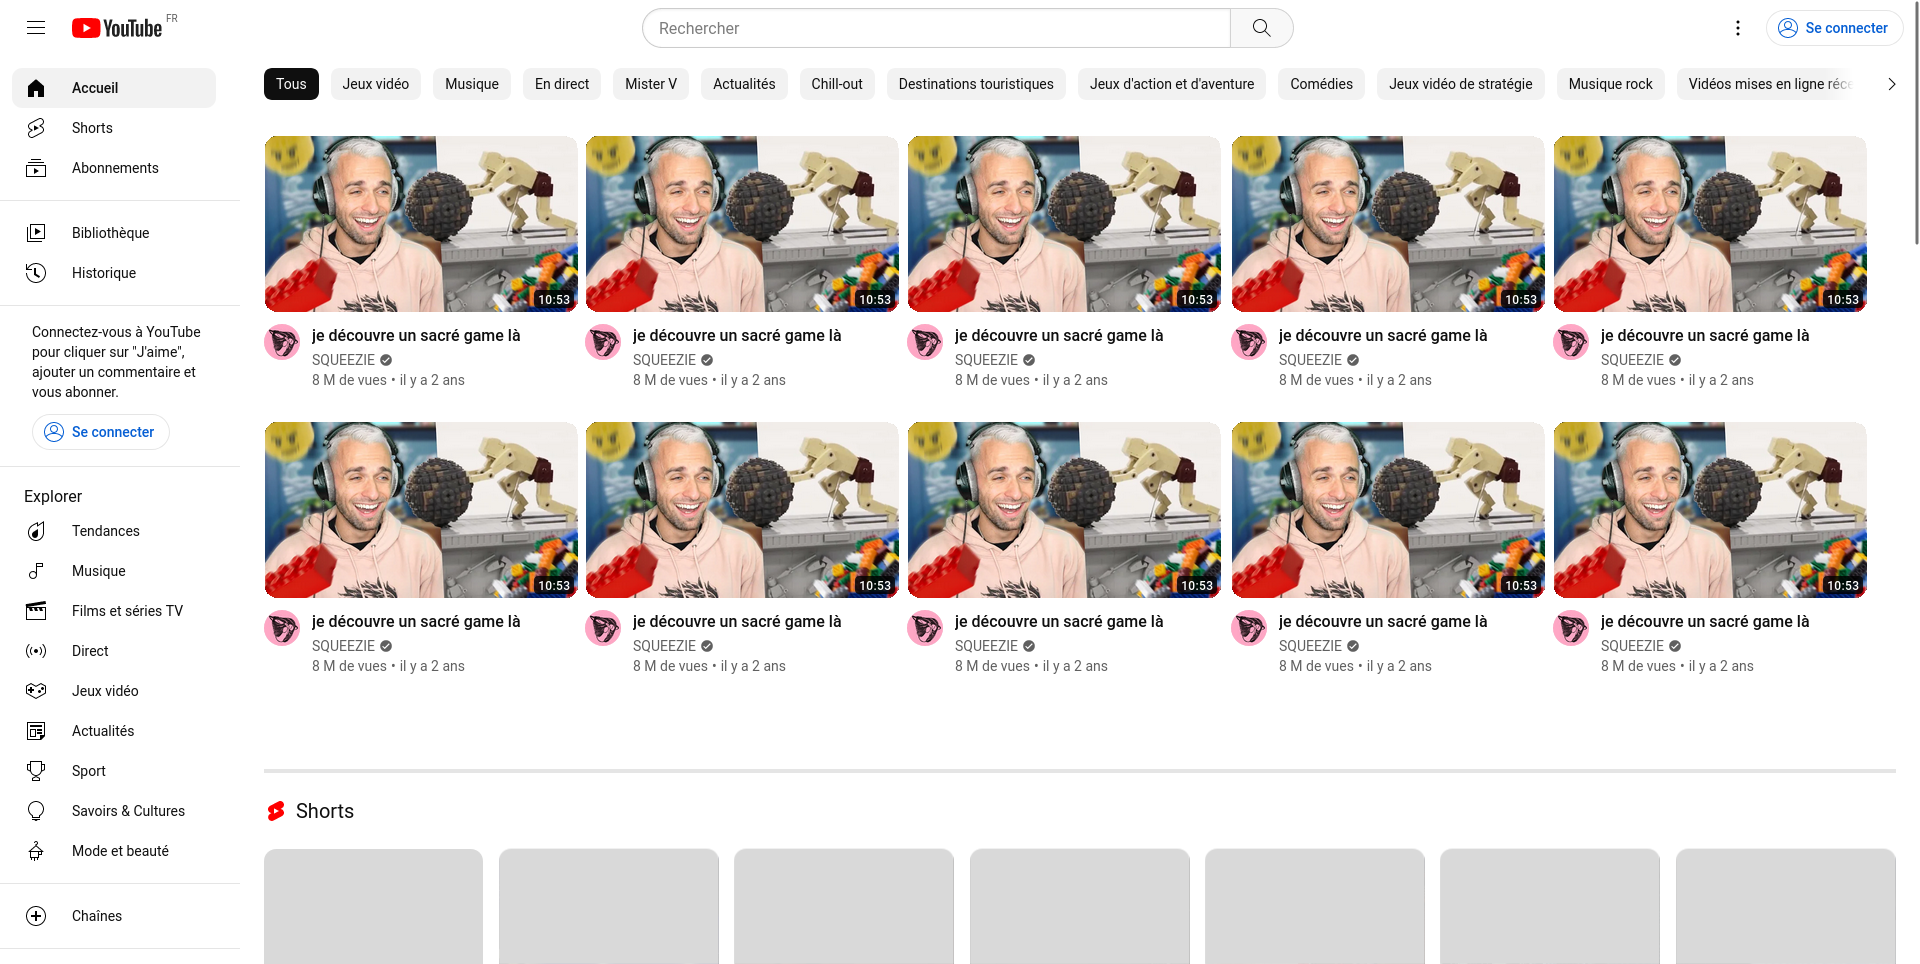 YouTube FR
Rechercher
Se connecter
Accueil
Shorts
Abonnements
Bibliothèque
Historique
Connectez-vous à YouTube
pour cliquer sur "J'aime",
ajouter un commentaire et
vous abonner.
Se connecter
Explorer
Tendances
Musique
Films et séries TV
Direct
Jeux vidéo
Actualités
Sport
Savoirs & Cultures
Mode et beauté
Chaînes
Tous Jeux vidéo Musique En direct Mister V Actualités Chill-out Destinations touristiques Jeux d'action et d'aventure Comédies Jeux vidéo de stratégie Musique rock Vidéos mises en ligne réce
10:53 10:53 10:53 10:53 10:53
je découvre un sacré game là je découvre un sacré game là je découvre un sacré game là je découvre un sacré game là je découvre un sacré game là
SQUEEZIE SQUEEZIE SQUEEZIE SQUEEZIE SQUEEZIE
8 M de vues • il y a 2 ans 8 M de vues • il y a 2 ans 8 M de vues • il y a 2 ans 8 M de vues • il y a 2 ans 8 M de vues • il y a 2 ans
10:53 10:53 10:53 10:53 10:53
je découvre un sacré game là je découvre un sacré game là je découvre un sacré game là je découvre un sacré game là je découvre un sacré game là
SQUEEZIE SQUEEZIE SQUEEZIE SQUEEZIE SQUEEZIE
8 M de vues • il y a 2 ans 8 M de vues • il y a 2 ans 8 M de vues • il y a 2 ans 8 M de vues • il y a 2 ans 8 M de vues • il y a 2 ans
Shorts